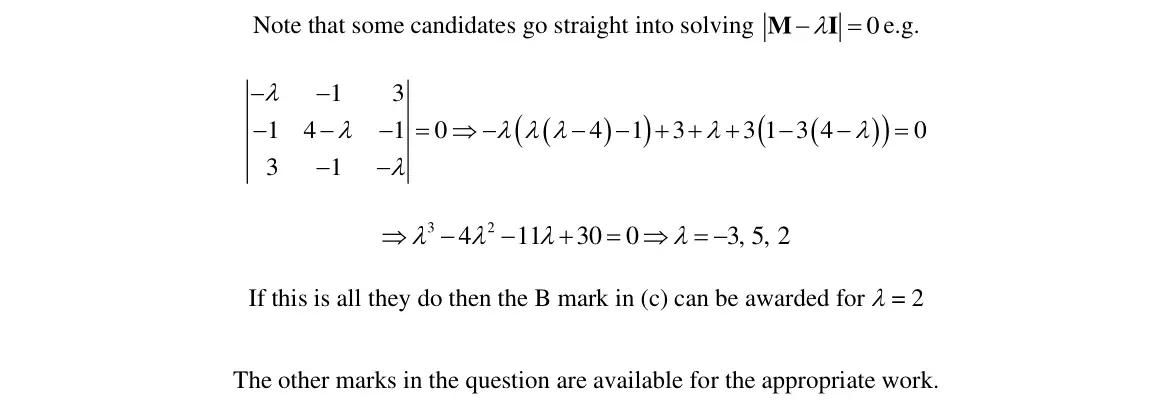 Note that some candidates go straight into solving |M − λI| = 0 e.g.
|−λ −1 3|
|−1 4 − λ −1| = 0 ⇒ −λ(λ(λ − 4) − 1) + 3 + λ + 3(1 − 3(4 − λ)) = 0
|3 −1 −λ|
⇒ λ³ − 4λ² − 11λ + 30 = 0 ⇒ λ = −3, 5, 2
If this is all they do then the B mark in (c) can be awarded for λ = 2
The other marks in the question are available for the appropriate work.